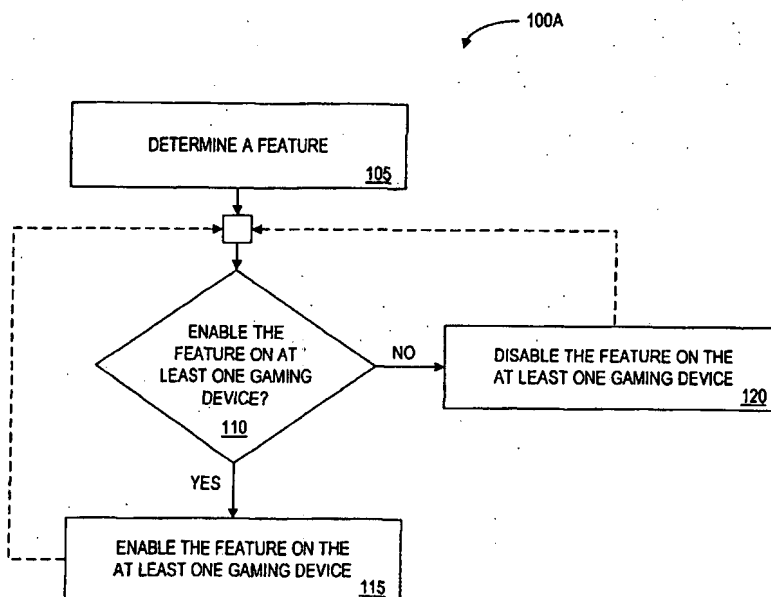 100A
DETERMINE A FEATURE
105
ENABLE THE
FEATURE ON AT
LEAST ONE GAMING
DEVICE?
110
NO
DISABLE THE FEATURE ON THE
AT LEAST ONE GAMING DEVICE
120
YES
ENABLE THE FEATURE ON THE
AT LEAST ONE GAMING DEVICE
115